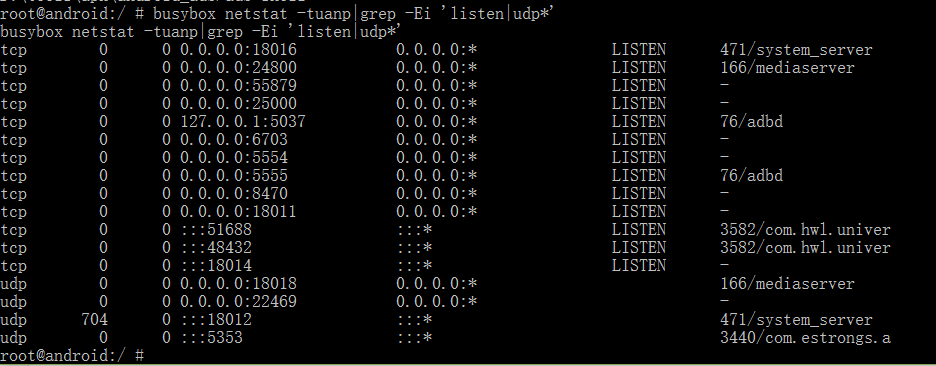 root@android:/ # busybox netstat -tuanp|grep -Ei 'listen|udp*'
busybox netstat -tuanp|grep -Ei 'listen|udp*'
tcp 0 0 0.0.0.0:18016 0.0.0.0:* LISTEN 471/system_server
tcp 0 0 0.0.0.0:24800 0.0.0.0:* LISTEN 166/mediaserver
tcp 0 0 0.0.0.0:55879 0.0.0.0:* LISTEN -
tcp 0 0 0.0.0.0:25000 0.0.0.0:* LISTEN -
tcp 0 0 127.0.0.1:5037 0.0.0.0:* LISTEN 76/adbd
tcp 0 0 0.0.0.0:6703 0.0.0.0:* LISTEN -
tcp 0 0 0.0.0.0:5554 0.0.0.0:* LISTEN -
tcp 0 0 0.0.0.0:5555 0.0.0.0:* LISTEN 76/adbd
tcp 0 0 0.0.0.0:8470 0.0.0.0:* LISTEN -
tcp 0 0 0.0.0.0:18011 0.0.0.0:* LISTEN -
tcp 0 0 :::51688 :::* LISTEN 3582/com.hwl.univer
tcp 0 0 :::48432 :::* LISTEN 3582/com.hwl.univer
tcp 0 0 :::18014 :::* LISTEN -
udp 0 0 0.0.0.0:18018 0.0.0.0:* 166/mediaserver
udp 0 0 0.0.0.0:22469 0.0.0.0:* -
udp 704 0 :::18012 :::* 471/system_server
udp 0 0 :::5353 :::* 3440/com.estrongs.a
root@android:/ #